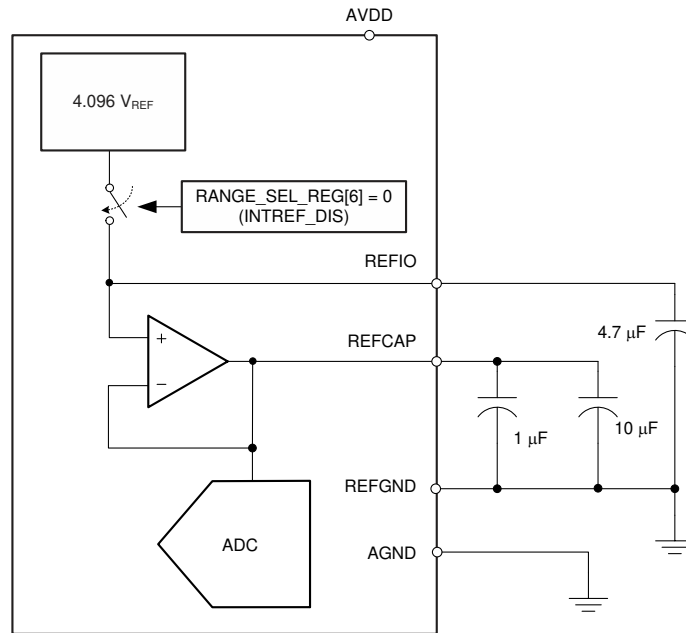 AVDD
4.096 VREF
RANGE_SEL_REG[6] = 0
(INTREF_DIS)
REFIO
4.7 µF
+
REFCAP
−
1 µF
10 µF
REFGND
ADC
AGND